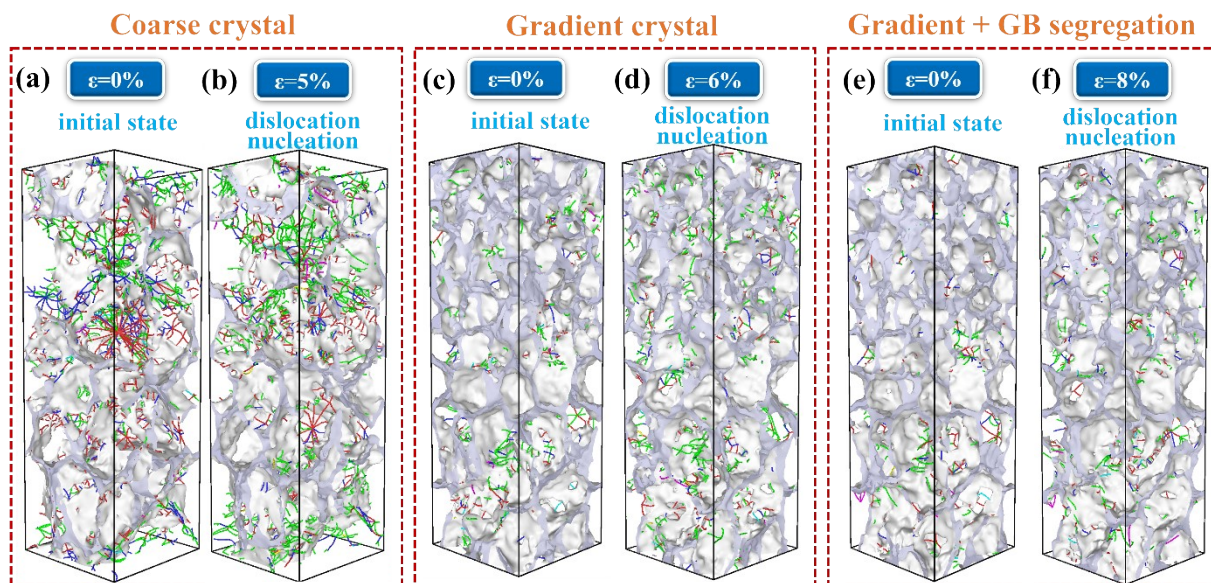 Coarse crystal
Gradient crystal
Gradient + GB segregation
(a)
ε=0%
initial state
(b)
ε=5%
dislocation
nucleation
(c)
ε=0%
initial state
(d)
ε=6%
dislocation
nucleation
(e)
ε=0%
initial state
(f)
ε=8%
dislocation
nucleation